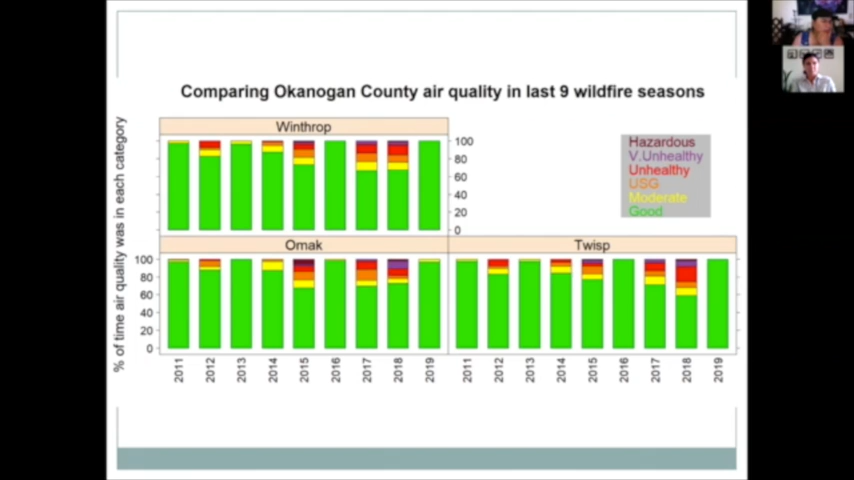 Comparing Okanogan County air quality in last 9 wildfire seasons
% of time air quality was in each category
Winthrop
100
80
60
40
20
0
Hazardous
V.Unhealthy
Unhealthy
USG
Moderate
Good
Omak
Twisp
100
80
60
40
20
0
2011 2012 2013 2014 2015 2016 2017 2018 2019
2011 2012 2013 2014 2015 2016 2017 2018 2019